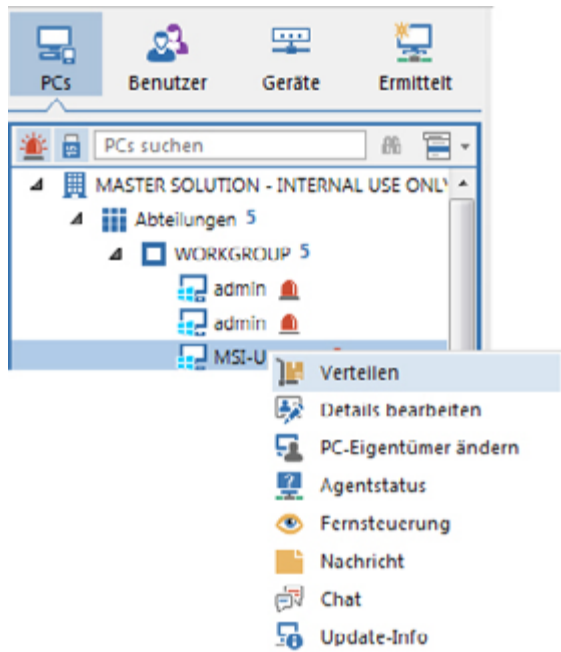 PCs Benutzer Geräte Ermittelt
PCs suchen
MASTER SOLUTION - INTERNAL USE ONLY
Abteilungen 5
WORKGROUP 5
admin
admin
MSI-U
Verteilen
Details bearbeiten
PC-Eigentümer ändern
Agentstatus
Fernsteuerung
Nachricht
Chat
Update-Info